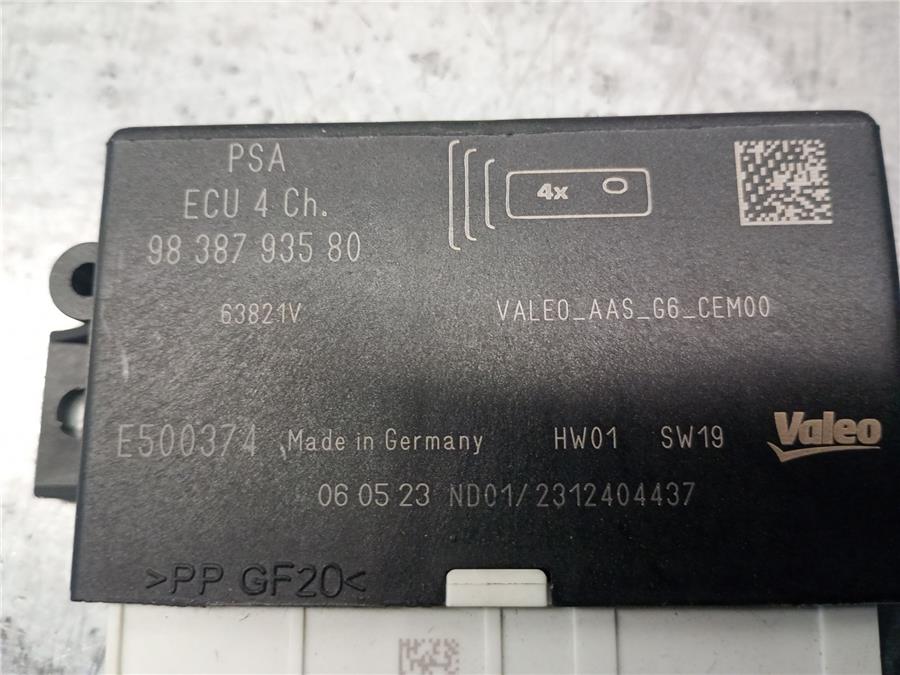 PSA
ECU 4 Ch.
98 387 935 80
4x
63821V
VALEO_AAS_G6_CEM00
E500374 Made in Germany HW01 SW19 Valeo
06 05 23 ND01/2312404437
>PP GF20<